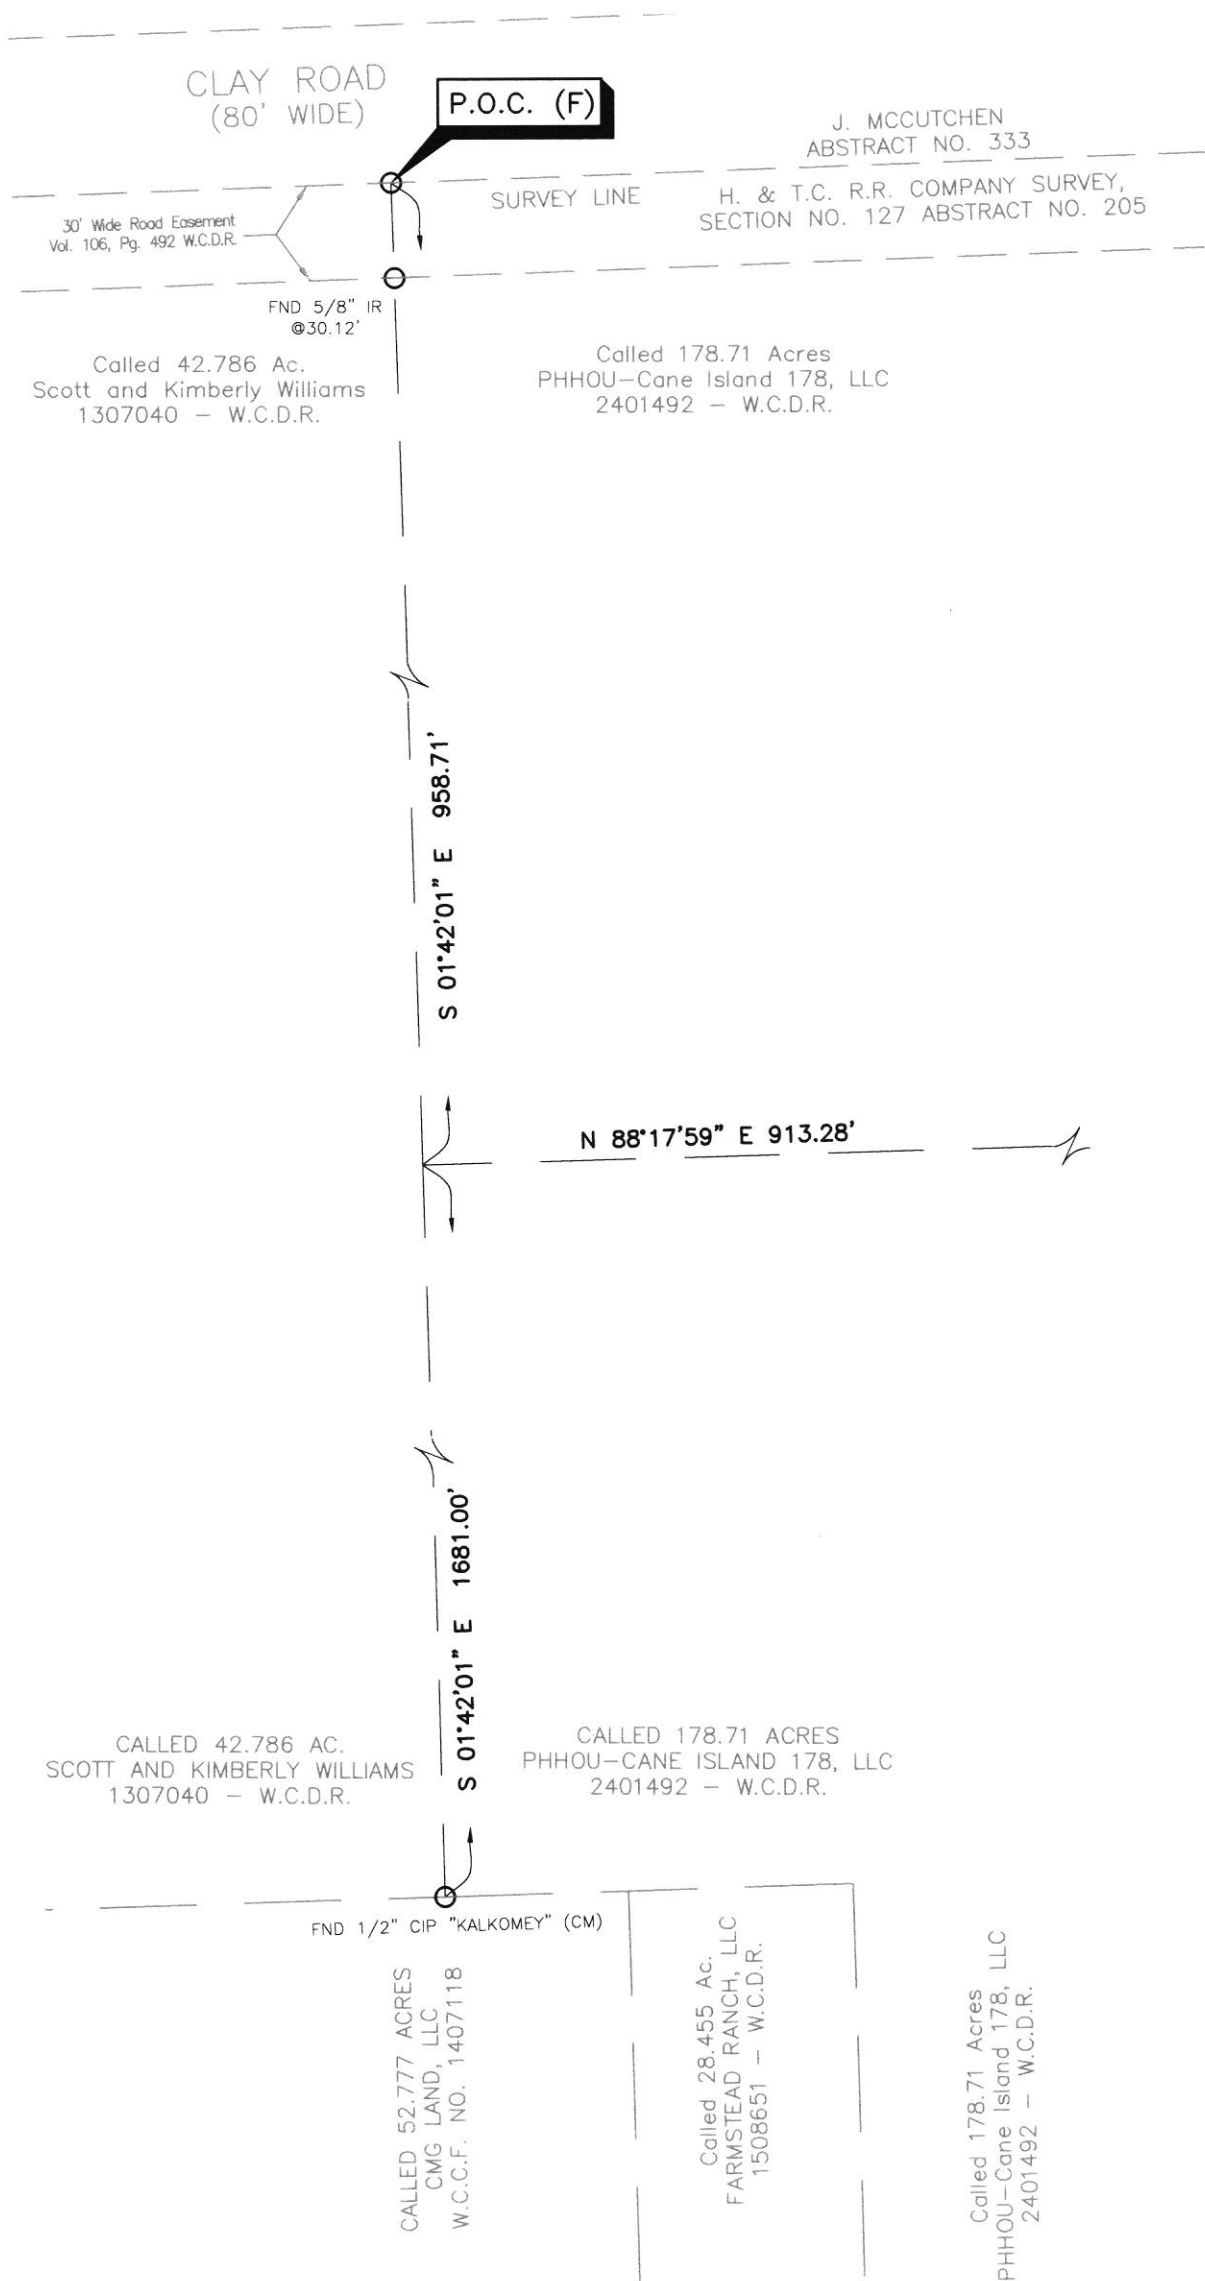 CLAY ROAD
(80' WIDE)
P.O.C. (F)
J. MCCUTCHEN
ABSTRACT NO. 333
SURVEY LINE
H. & T.C. R.R. COMPANY SURVEY,
SECTION NO. 127 ABSTRACT NO. 205
30' Wide Road Easement
Vol. 106, Pg. 492 W.C.D.R.
FND 5/8" IR
@30.12'
Called 42.786 Ac.
Scott and Kimberly Williams
1307040 – W.C.D.R.
Called 178.71 Acres
PHHOU–Cane Island 178, LLC
2401492 – W.C.D.R.
S 01°42'01" E 958.71'
N 88°17'59" E 913.28'
S 01°42'01" E 1681.00'
CALLED 42.786 AC.
SCOTT AND KIMBERLY WILLIAMS
1307040 – W.C.D.R.
CALLED 178.71 ACRES
PHHOU–CANE ISLAND 178, LLC
2401492 – W.C.D.R.
FND 1/2" CIP "KALKOMEY" (CM)
CALLED 52.777 ACRES
CMG LAND, LLC
W.C.C.F. NO. 1407118
Called 28.455 Ac.
FARMSTEAD RANCH, LLC
1508651 – W.C.D.R.
Called 178.71 Acres
PHHOU–Cane Island 178, LLC
2401492 – W.C.D.R.